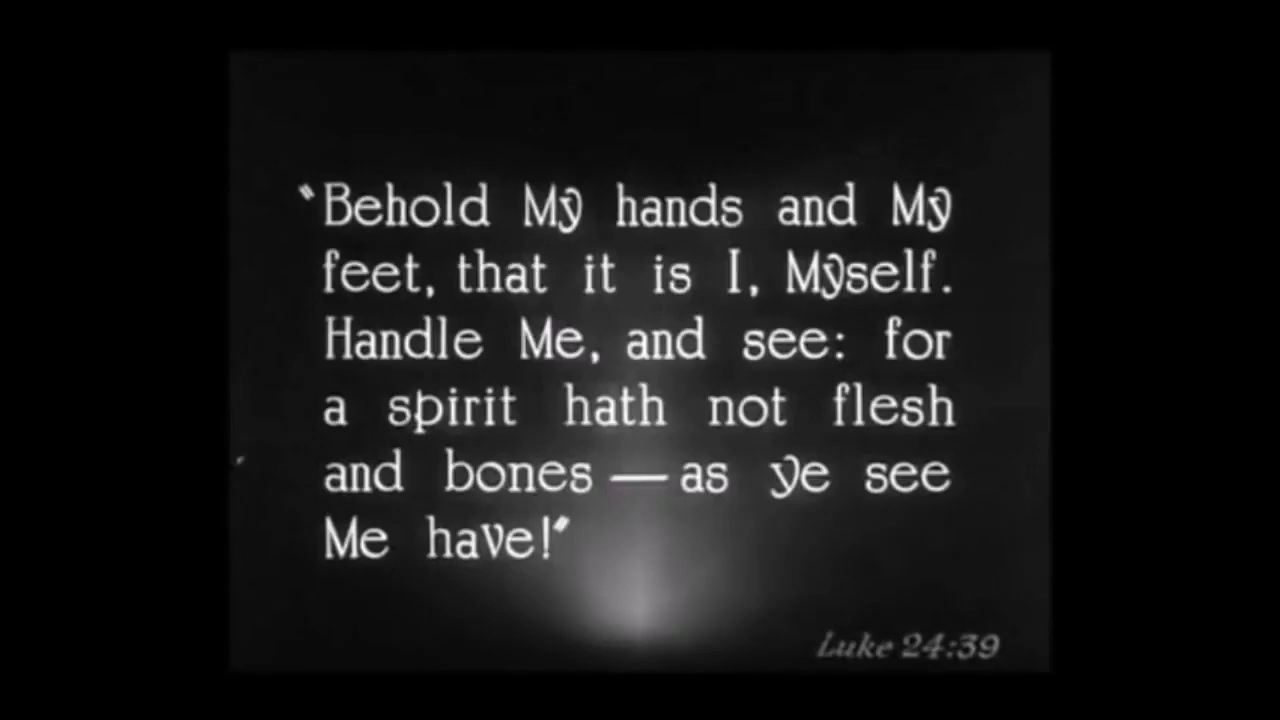 "Behold My hands and My
feet, that it is I, Myself.
Handle Me, and see: for
a spirit hath not flesh
and bones — as ye see
Me have!"
Luke 24:39